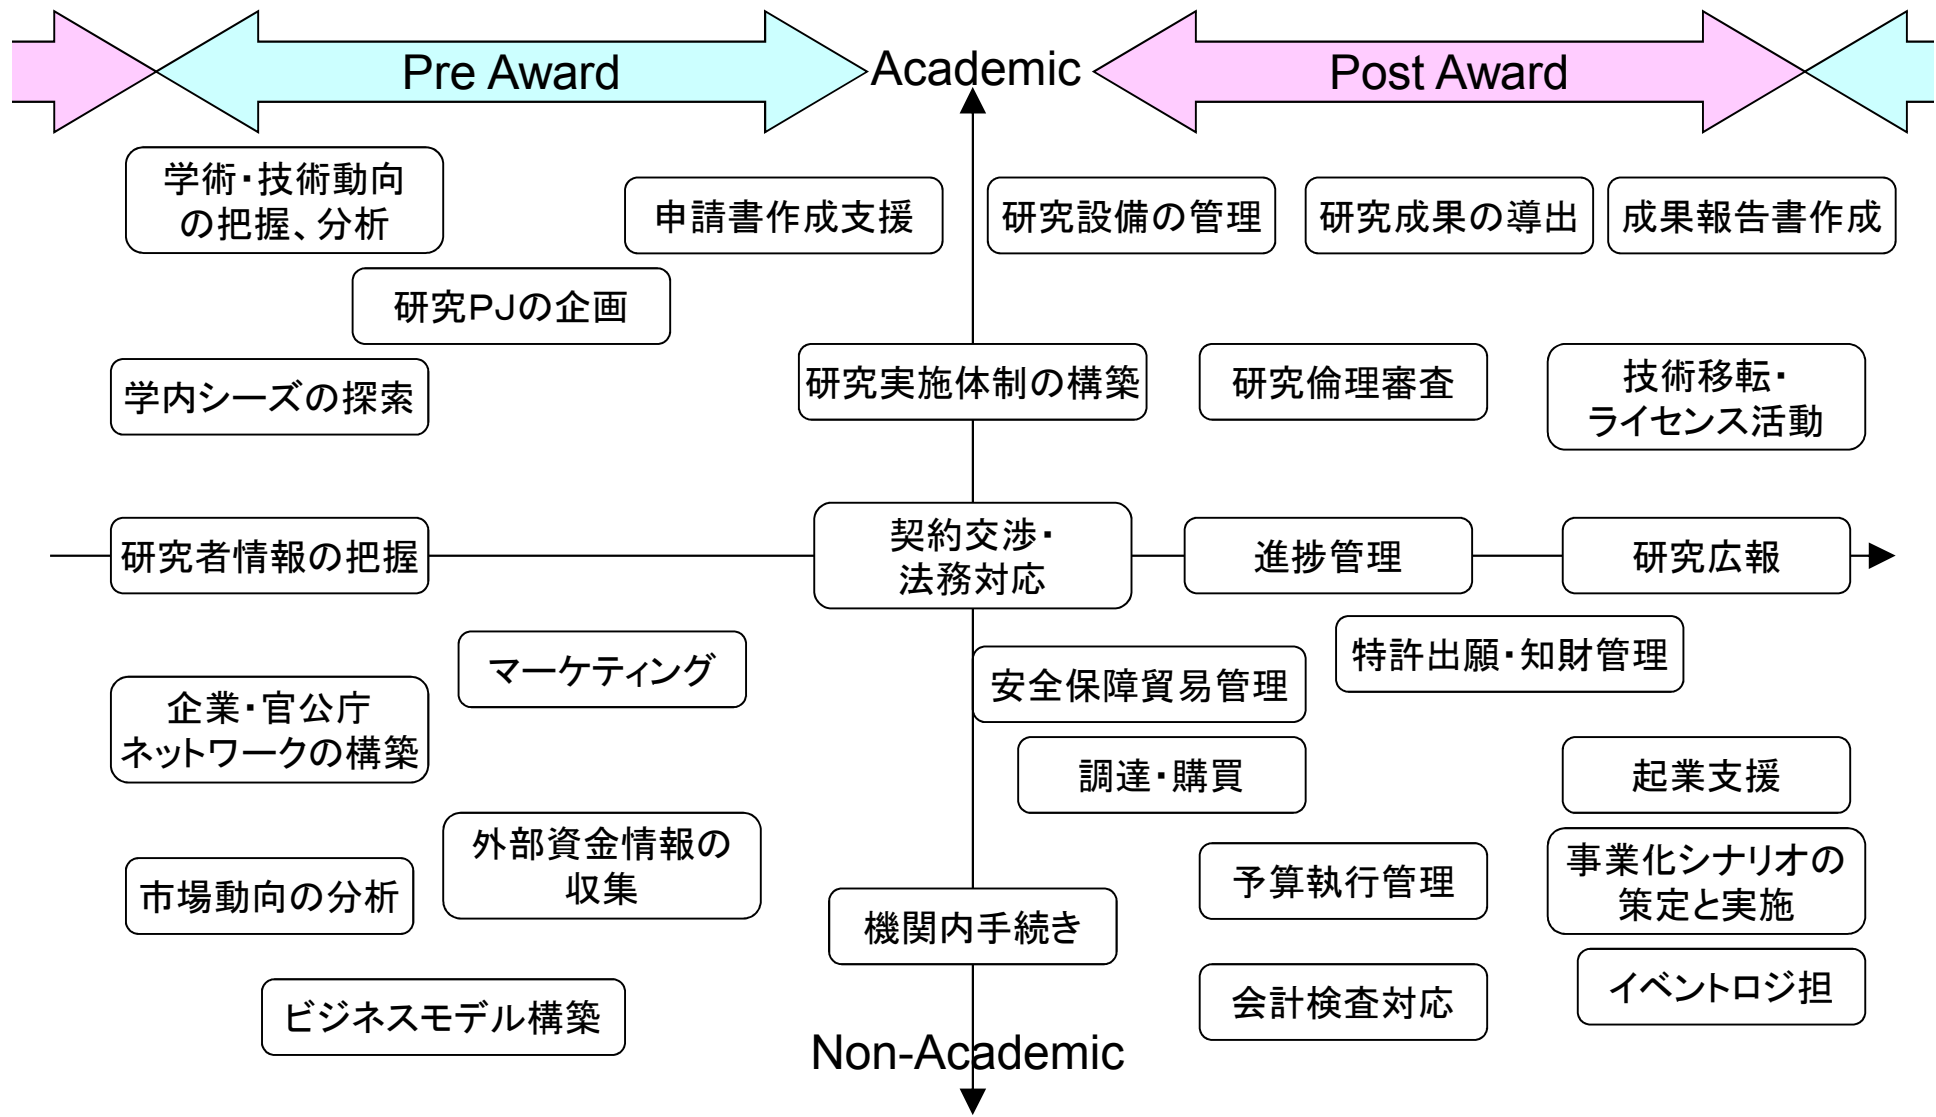 Pre Award
Academic
Post Award
学術・技術動向
の把握、分析
申請書作成支援
研究設備の管理
研究成果の導出
成果報告書作成
研究PJの企画
学内シーズの探索
研究実施体制の構築
研究倫理審査
技術移転・
ライセンス活動
研究者情報の把握
契約交渉・
法務対応
進捗管理
研究広報
マーケティング
安全保障貿易管理
特許出願・知財管理
企業・官公庁
ネットワークの構築
調達・購買
起業支援
外部資金情報の
収集
市場動向の分析
機関内手続き
予算執行管理
事業化シナリオの
策定と実施
ビジネスモデル構築
会計検査対応
イベントロジ担
Non-Academic